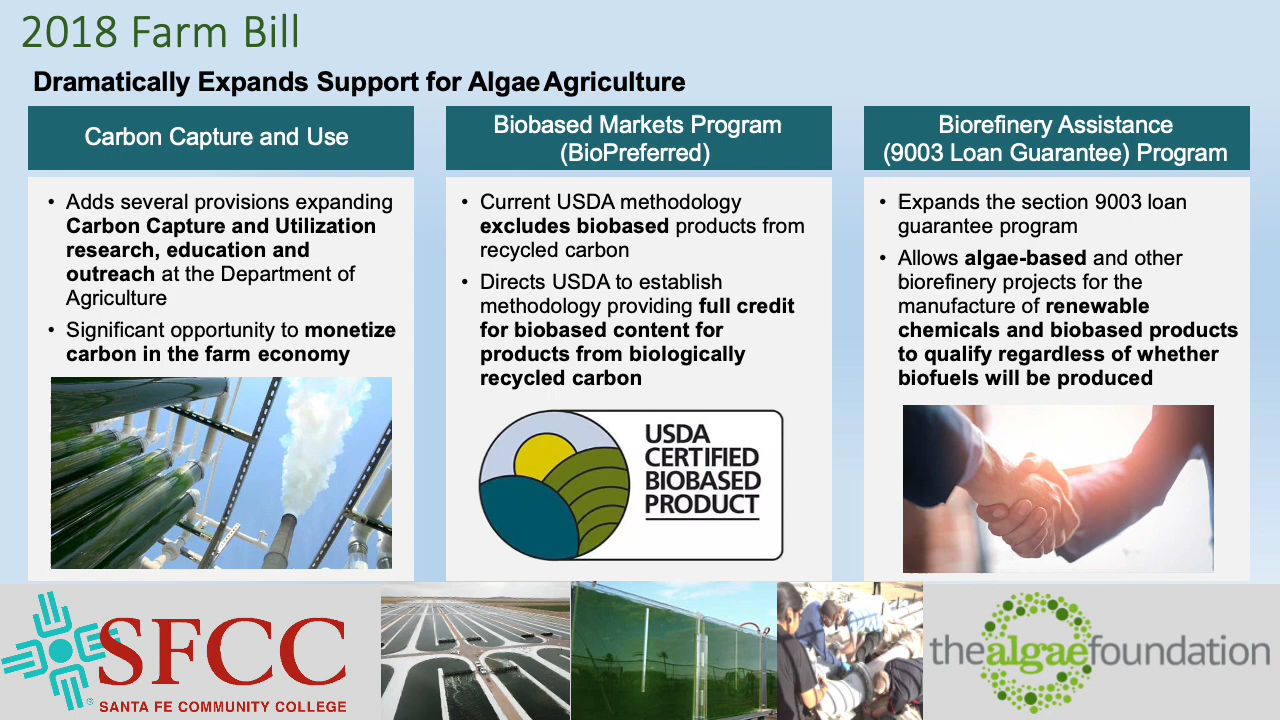 2018 Farm Bill
Dramatically Expands Support for Algae Agriculture
Carbon Capture and Use
• Adds several provisions expanding
Carbon Capture and Utilization
research, education and
outreach at the Department of
Agriculture
• Significant opportunity to monetize
carbon in the farm economy
Biobased Markets Program
(BioPreferred)
• Current USDA methodology
excludes biobased products from
recycled carbon
• Directs USDA to establish
methodology providing full credit
for biobased content for
products from biologically
recycled carbon
USDA
CERTIFIED
BIOBASED
PRODUCT
Biorefinery Assistance
(9003 Loan Guarantee) Program
• Expands the section 9003 loan
guarantee program
• Allows algae-based and other
biorefinery projects for the
manufacture of renewable
chemicals and biobased products
to qualify regardless of whether
biofuels will be produced
®SFCC
SANTA FE COMMUNITY COLLEGE
thealgaefoundation